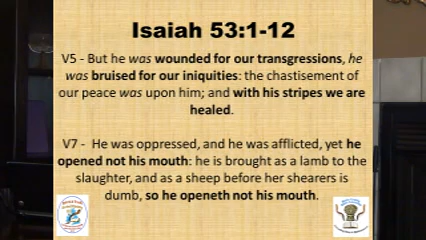 Isaiah 53:1-12
V5 - But he was wounded for our transgressions, he
was bruised for our iniquities: the chastisement of
our peace was upon him; and with his stripes we are
healed.
V7 - He was oppressed, and he was afflicted, yet he
opened not his mouth: he is brought as a lamb to the
slaughter, and as a sheep before her shearers is
dumb, so he openeth not his mouth.